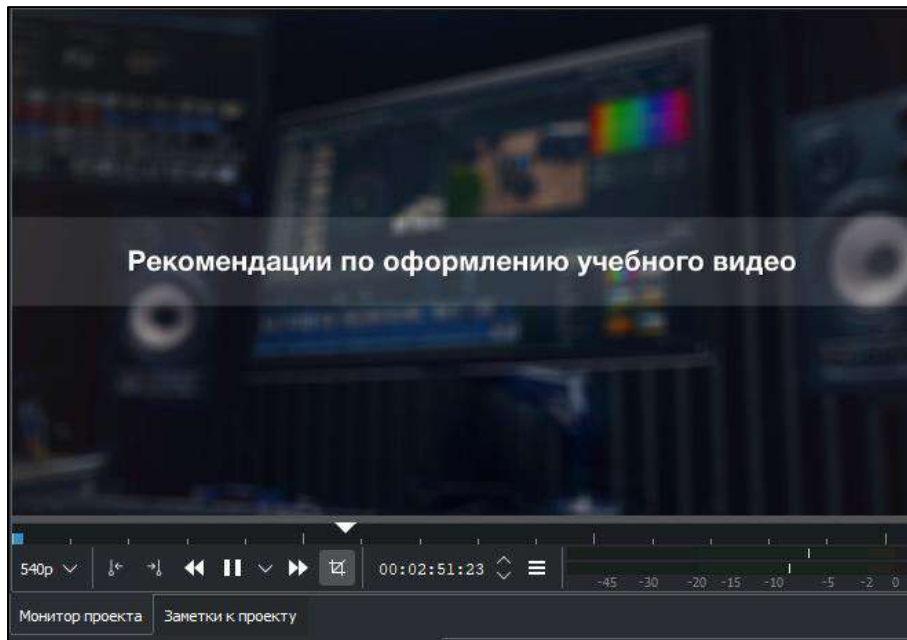 Рекомендации по оформлению учебного видео
540p 00:02:51:23
-45 -30 -20 -15 -10 -5 -2 0
Монитор проекта Заметки к проекту